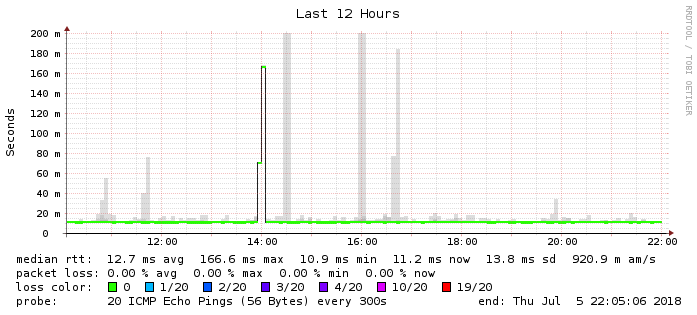 Last 12 Hours
RRDTOOL / TOBI OETIKER
Seconds
200 m
180 m
160 m
140 m
120 m
100 m
80 m
60 m
40 m
20 m
0
12:00 14:00 16:00 18:00 20:00 22:00
median rtt: 12.7 ms avg 166.6 ms max 10.9 ms min 11.2 ms now 13.8 ms sd 920.9 m am/s
packet loss: 0.00 % avg 0.00 % max 0.00 % min 0.00 % now
loss color: 0 1/20 2/20 3/20 4/20 10/20 19/20
probe: 20 ICMP Echo Pings (56 Bytes) every 300s end: Thu Jul 5 22:05:06 2018